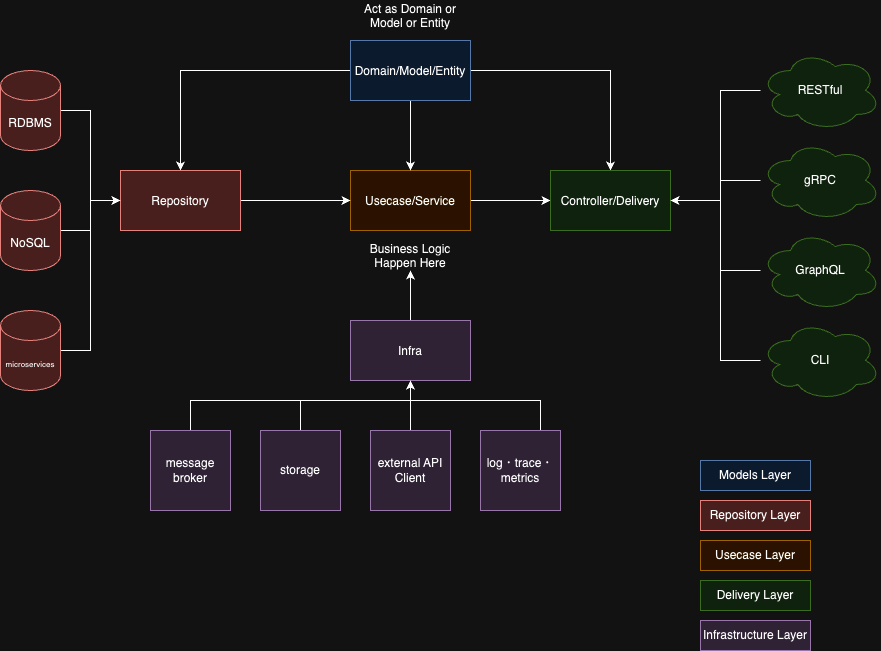 Act as Domain or
Model or Entity
Domain/Model/Entity
RDBMS
NoSQL
microservices
Repository
Usecase/Service
Controller/Delivery
Business Logic
Happen Here
RESTful
gRPC
GraphQL
CLI
Infra
message
broker
storage
external API
Client
log・trace・
metrics
Models Layer
Repository Layer
Usecase Layer
Delivery Layer
Infrastructure Layer